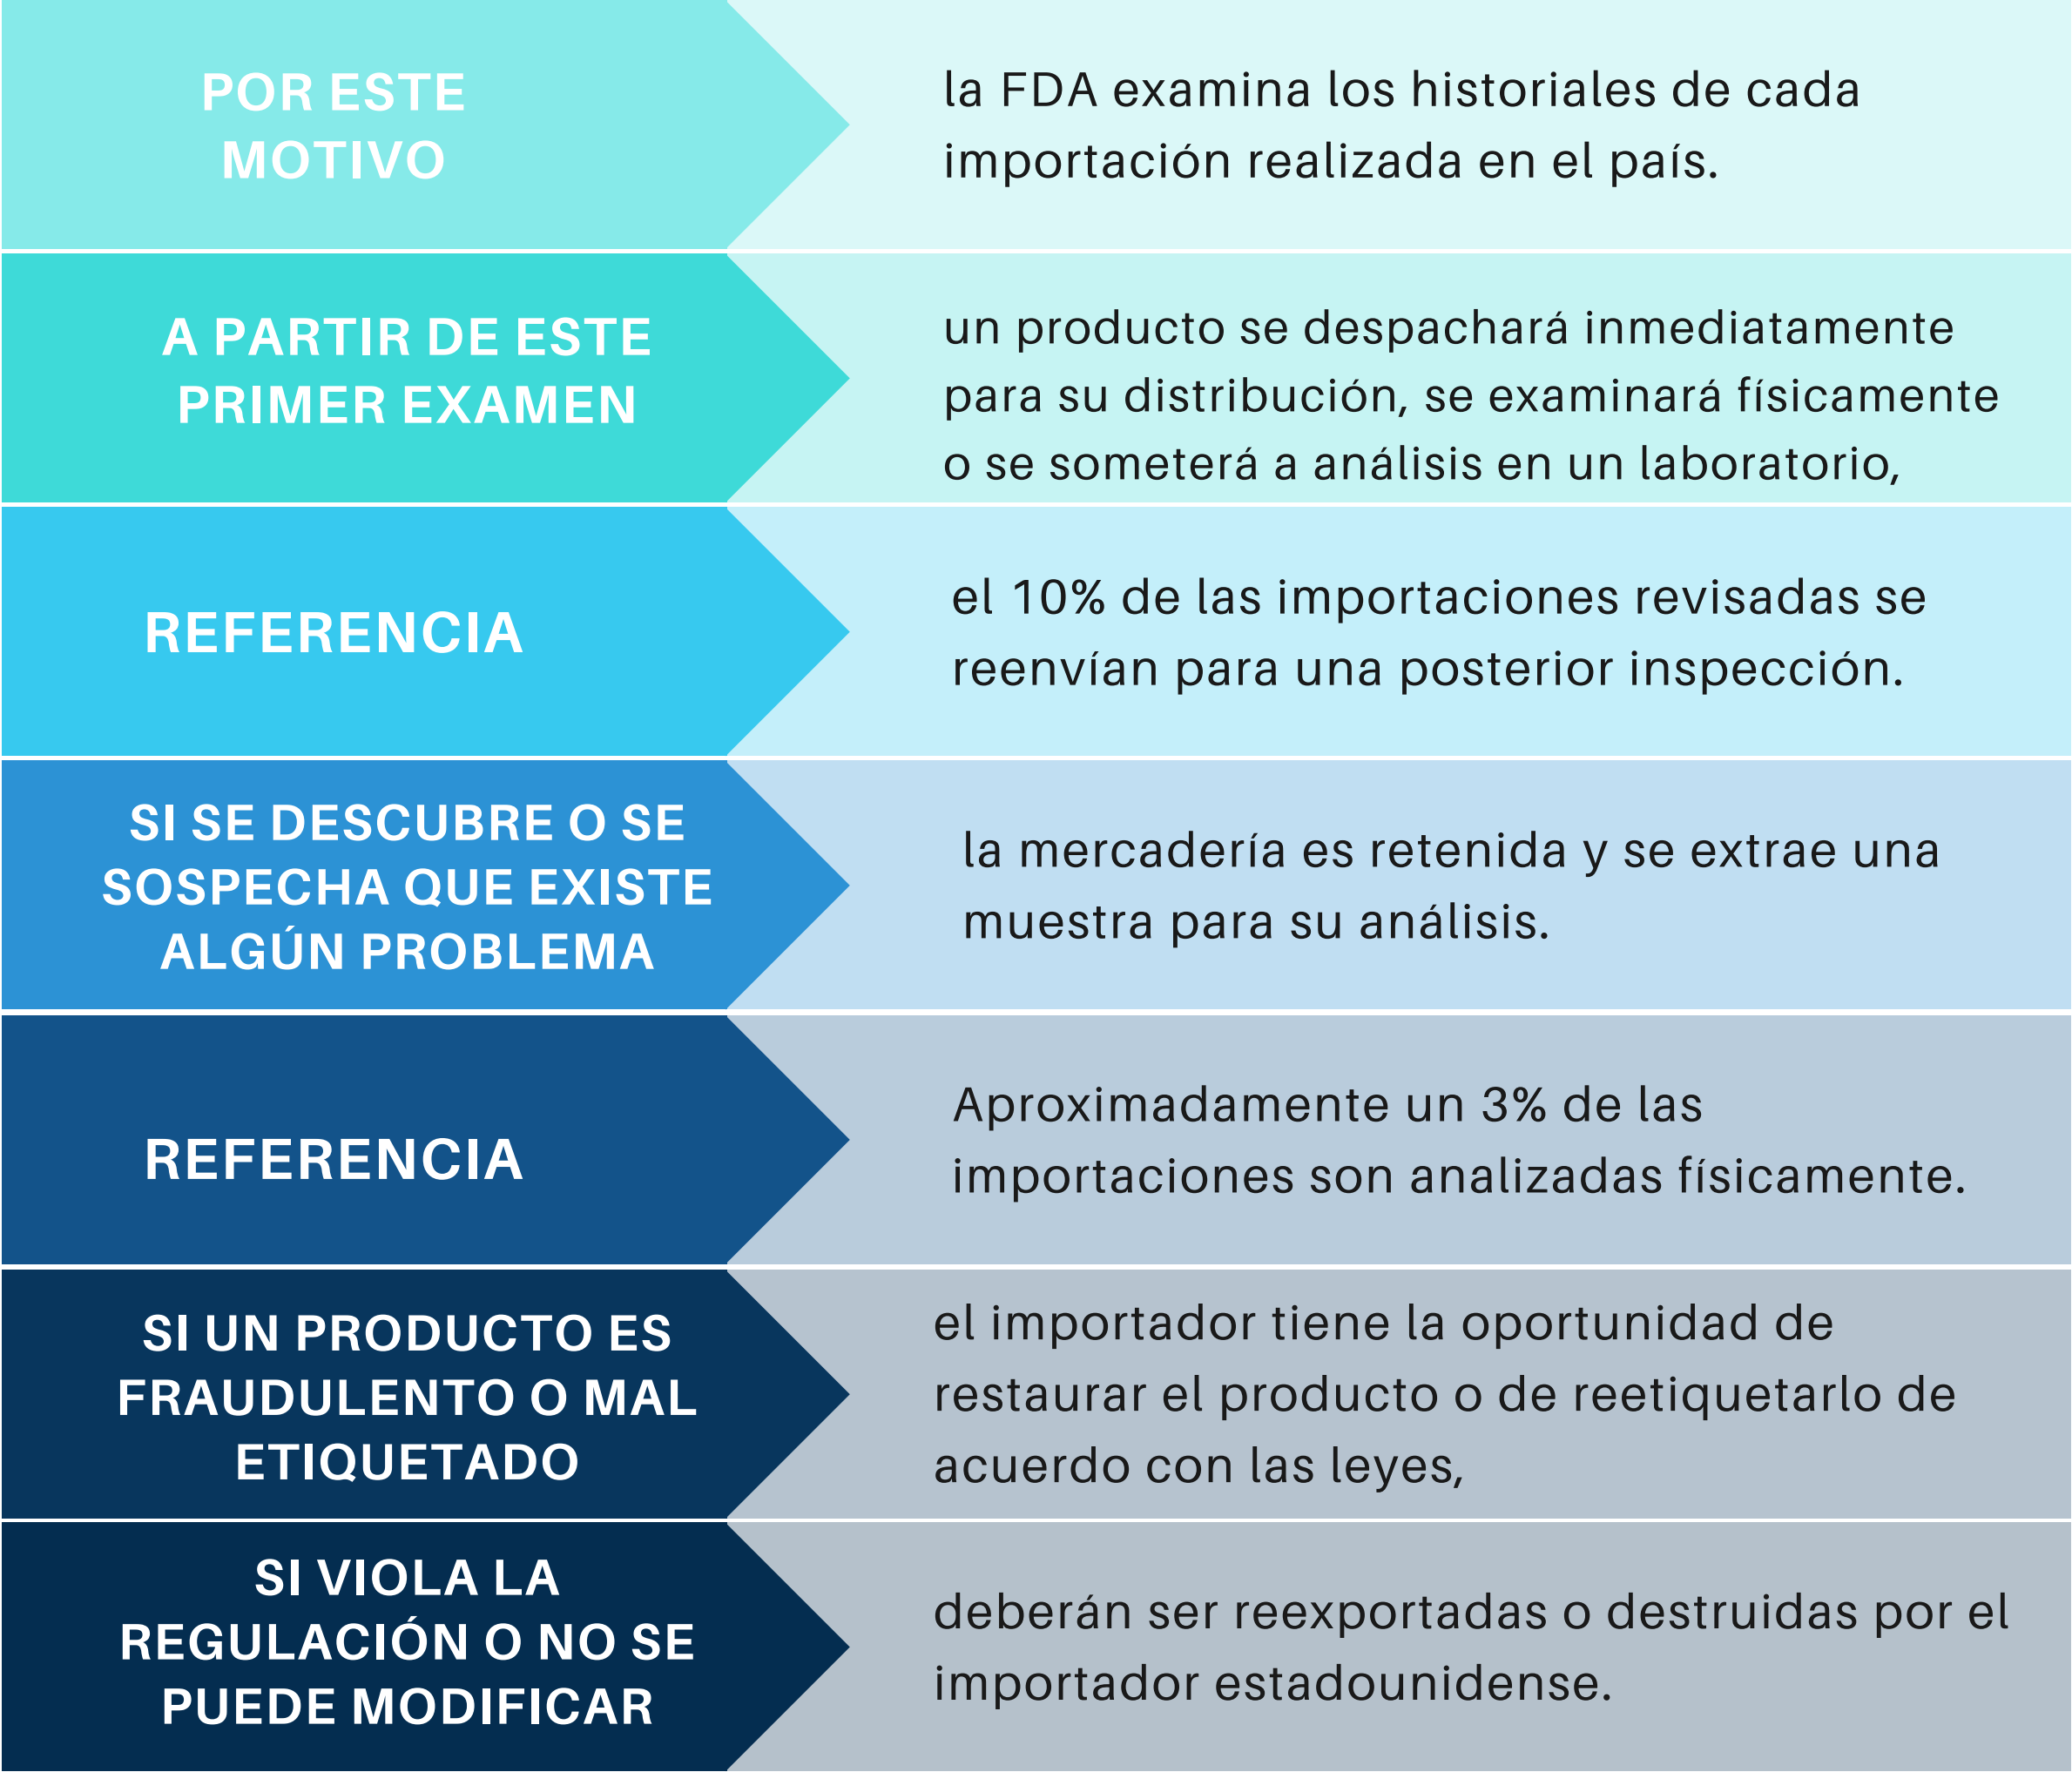 POR ESTE
MOTIVO
la FDA examina los historiales de cada
importación realizada en el país.
A PARTIR DE ESTE
PRIMER EXAMEN
un producto se despachará inmediatamente
para su distribución, se examinará físicamente
o se someterá a análisis en un laboratorio,
REFERENCIA
el 10% de las importaciones revisadas se
reenvían para una posterior inspección.
SI SE DESCUBRE O SE
SOSPECHA QUE EXISTE
ALGÚN PROBLEMA
la mercadería es retenida y se extrae una
muestra para su análisis.
REFERENCIA
Aproximadamente un 3% de las
importaciones son analizadas físicamente.
SI UN PRODUCTO ES
FRAUDULENTO O MAL
ETIQUETADO
el importador tiene la oportunidad de
restaurar el producto o de reetiquetarlo de
acuerdo con las leyes,
SI VIOLA LA
REGULACIÓN O NO SE
PUEDE MODIFICAR
deberán ser reexportadas o destruidas por el
importador estadounidense.